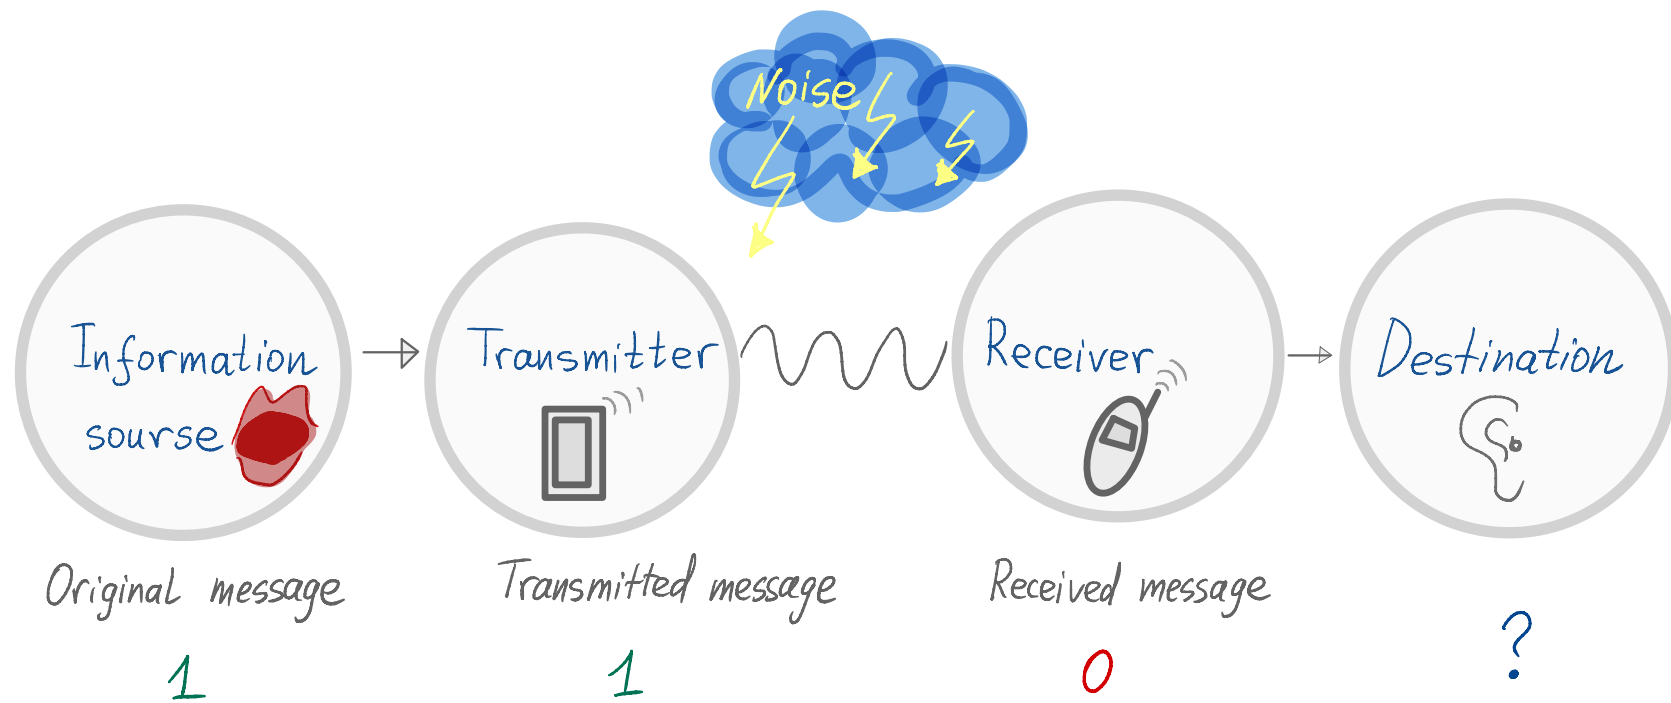 Noise
Information
sourse
Transmitter
Receiver
Destination
Original message
Transmitted message
Received message
1
1
0
?